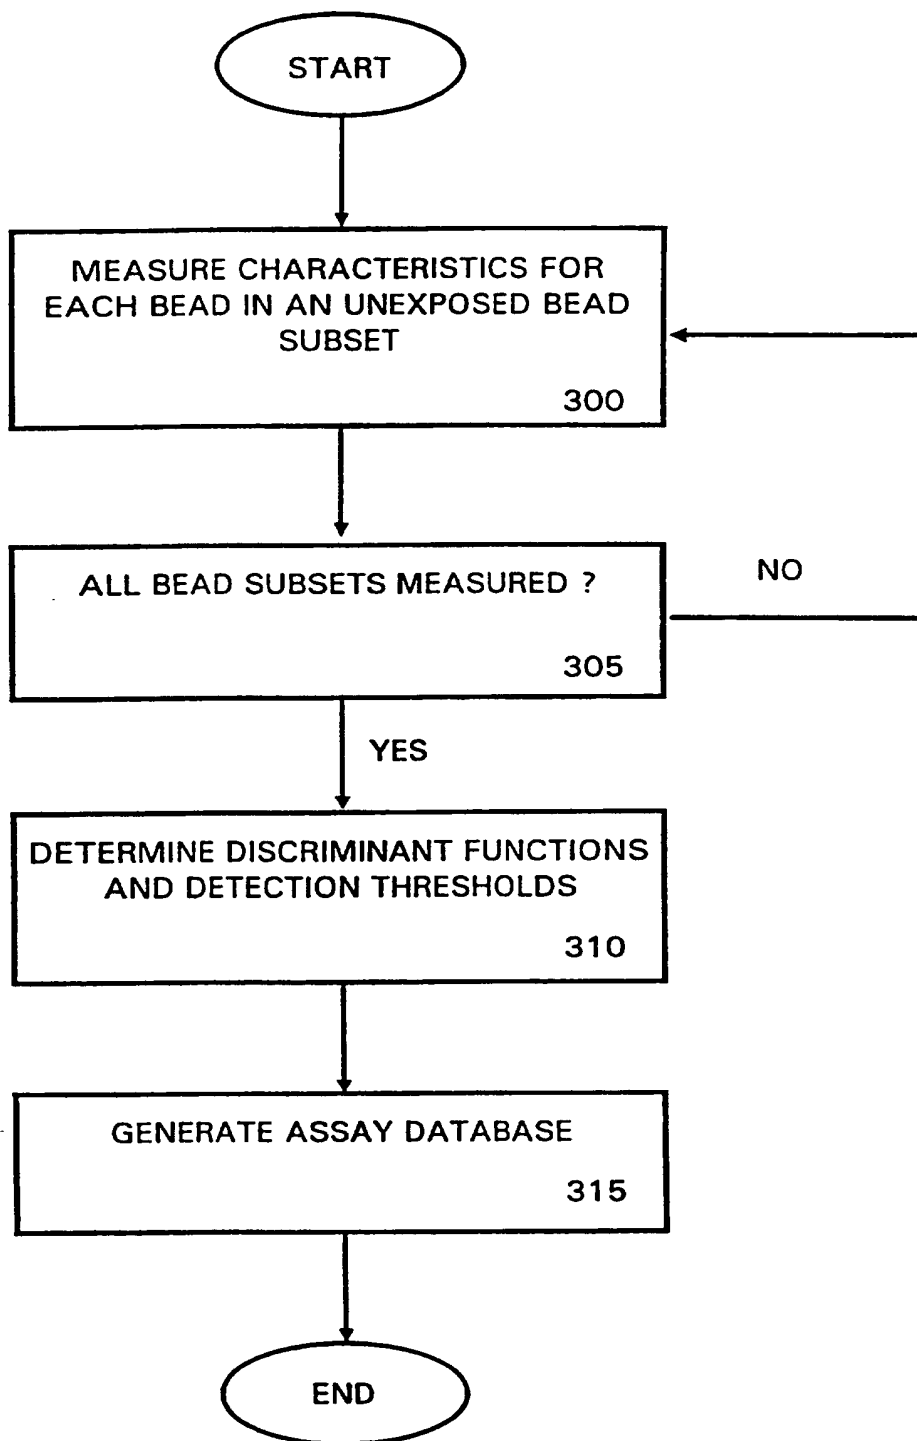 START
MEASURE CHARACTERISTICS FOR
EACH BEAD IN AN UNEXPOSED BEAD
SUBSET
300
ALL BEAD SUBSETS MEASURED ?
305
NO
YES
DETERMINE DISCRIMINANT FUNCTIONS
AND DETECTION THRESHOLDS
310
GENERATE ASSAY DATABASE
315
END